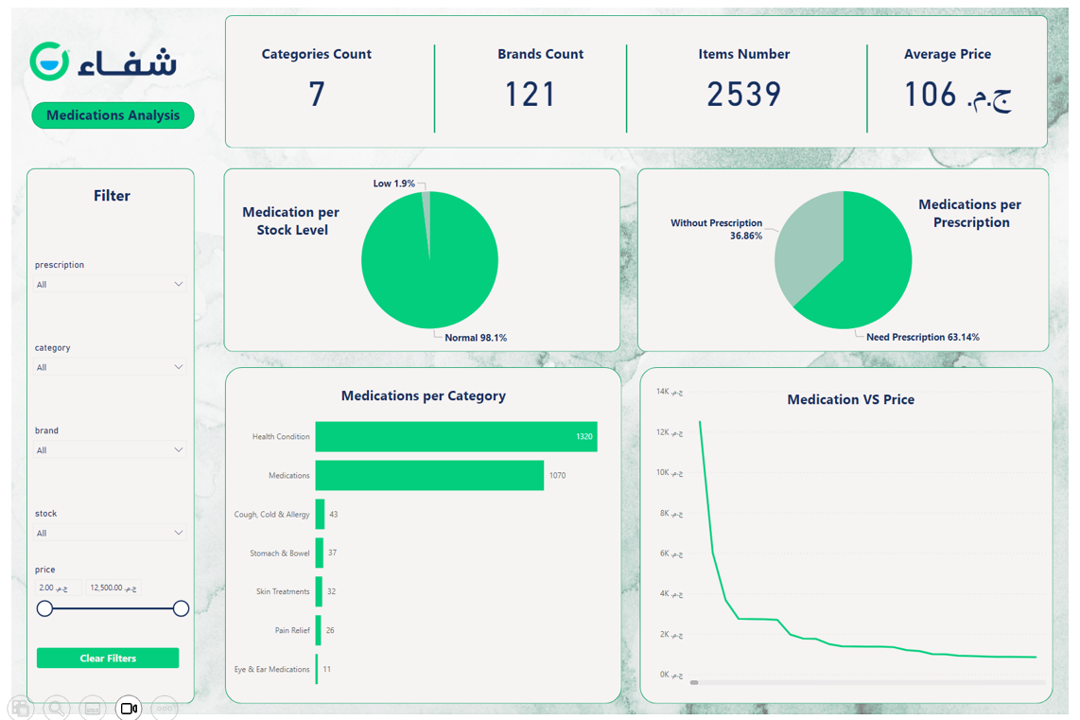 شفاء
Medications Analysis
Categories Count
7
Brands Count
121
Items Number
2539
Average Price
ج.م. 106
Filter
prescription
All
category
All
brand
All
stock
All
price
ج.م. 2.00
ج.م. 12,500.00
Clear Filters
Medication per
Stock Level
Low 1.9%
Normal 98.1%
Medications per
Prescription
Without Prescription
36.86%
Need Prescription 63.14%
Medications per Category
Health Condition
1320
Medications
1070
Cough, Cold & Allergy
43
Stomach & Bowel
37
Skin Treatments
32
Pain Relief
26
Eye & Ear Medications
11
Medication VS Price
ج.م. 14K
ج.م. 12K
ج.م. 10K
ج.م. 8K
ج.م. 6K
ج.م. 4K
ج.م. 2K
ج.م. 0K